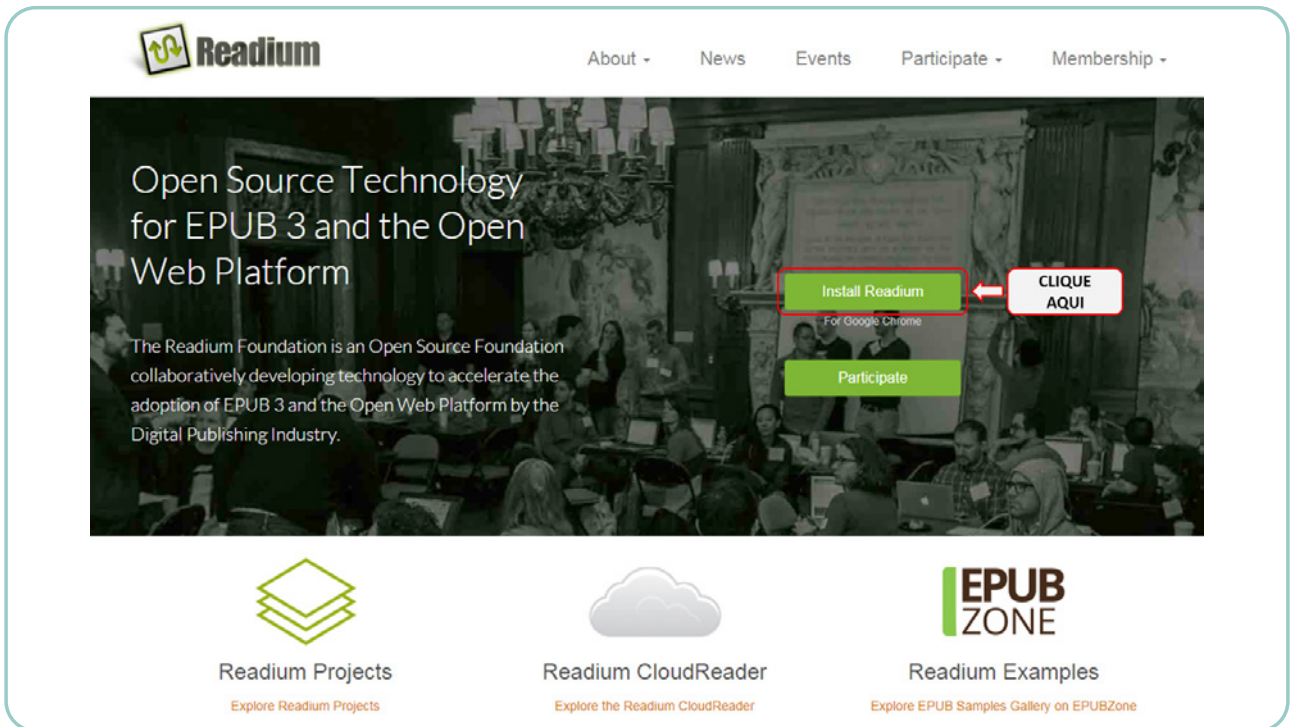 Readium
About
News
Events
Participate
Membership
Open Source Technology
for EPUB 3 and the Open
Web Platform
The Readium Foundation is an Open Source Foundation
collaboratively developing technology to accelerate the
adoption of EPUB 3 and the Open Web Platform by the
Digital Publishing Industry.
Install Readium
For Google Chrome
CLIQUE
AQUI
Participate
Readium Projects
Explore Readium Projects
Readium CloudReader
Explore the Readium CloudReader
EPUB
ZONE
Readium Examples
Explore EPUB Samples Gallery on EPUBZone